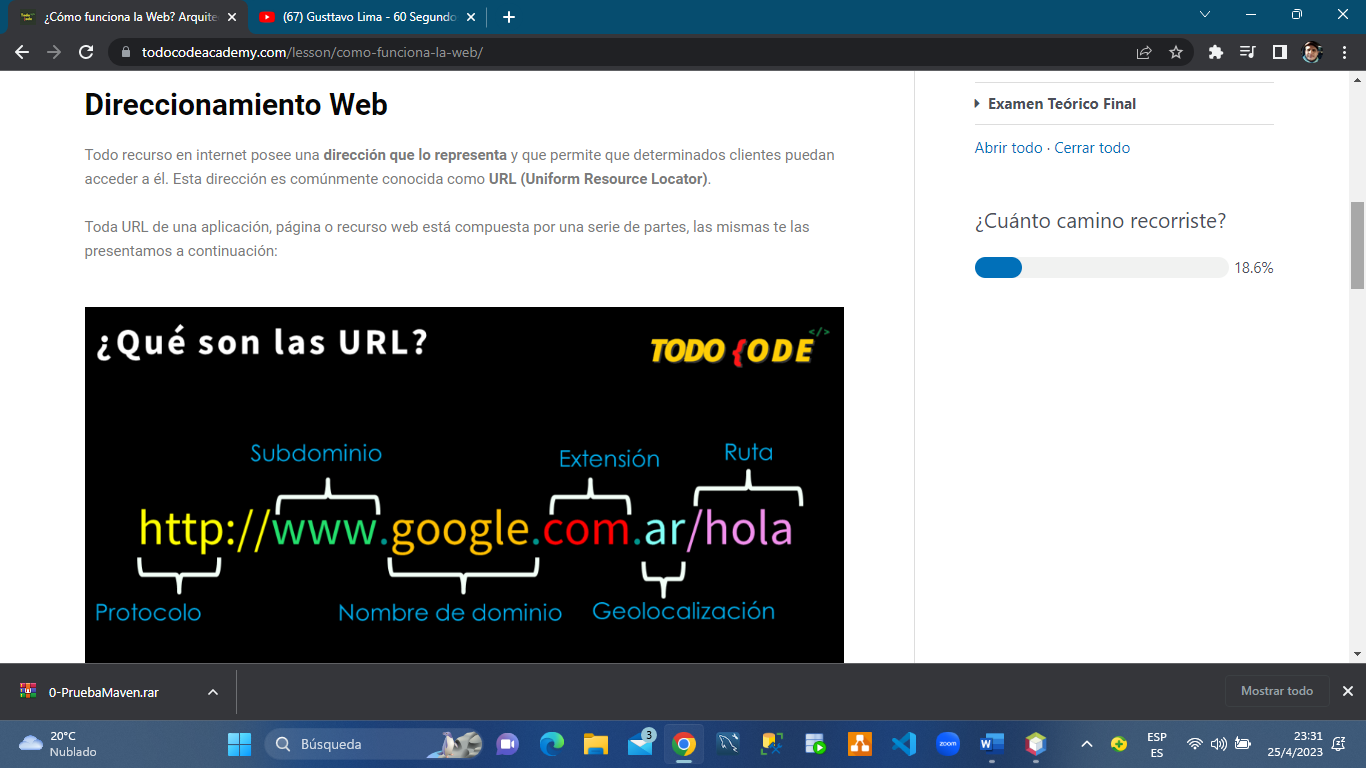 ¿Cómo funciona la Web? Arquite
(67) Gusttavo Lima - 60 Segundo
todocodeacademy.com/lesson/como-funciona-la-web/
Direccionamiento Web
Todo recurso en internet posee una dirección que lo representa y que permite que determinados clientes puedan
acceder a él. Esta dirección es comúnmente conocida como URL (Uniform Resource Locator).
Toda URL de una aplicación, página o recurso web está compuesta por una serie de partes, las mismas te las
presentamos a continuación:
Examen Teórico Final
Abrir todo · Cerrar todo
¿Cuánto camino recorriste?
18.6%
¿Qué son las URL?
</>
TODO {ODE
Subdominio
Extensión
Ruta
http://www.google.com.ar/hola
Protocolo
Nombre de dominio
Geolocalización
0-PruebaMaven.rar
Mostrar todo
20°C
Nublado
Búsqueda
3
zoom
ESP
ES
23:31
25/4/2023